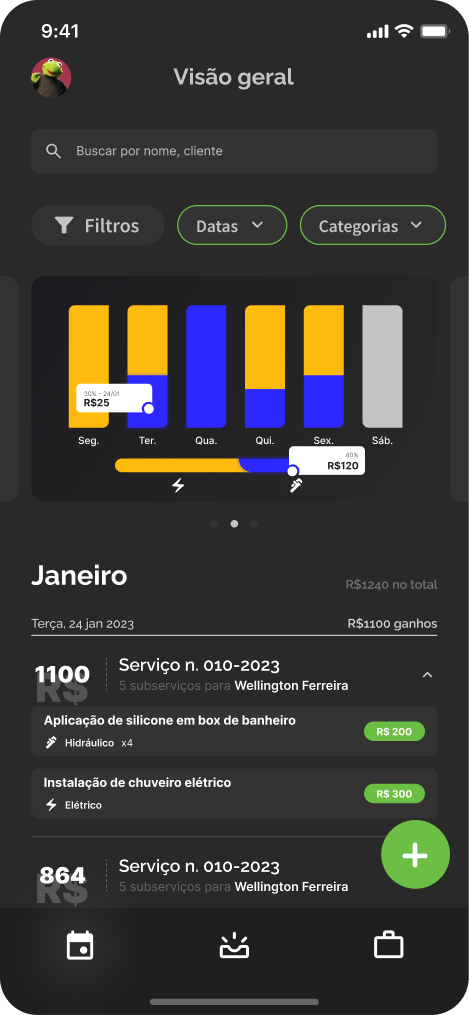 9:41
Visão geral
Buscar por nome, cliente
Filtros
Datas
Categorias
30% - 24/01
R$25
Seg.
Ter.
Qua.
Qui.
Sex.
Sáb.
40%
R$120
Janeiro
R$1240 no total
Terça, 24 jan 2023
R$1100 ganhos
R$
1100
Serviço n. 010-2023
5 subserviços para Wellington Ferreira
Aplicação de silicone em box de banheiro
Hidráulico x4
R$ 200
Instalação de chuveiro elétrico
Elétrico
R$ 300
R$
864
Serviço n. 010-2023
5 subserviços para Wellington Ferreira